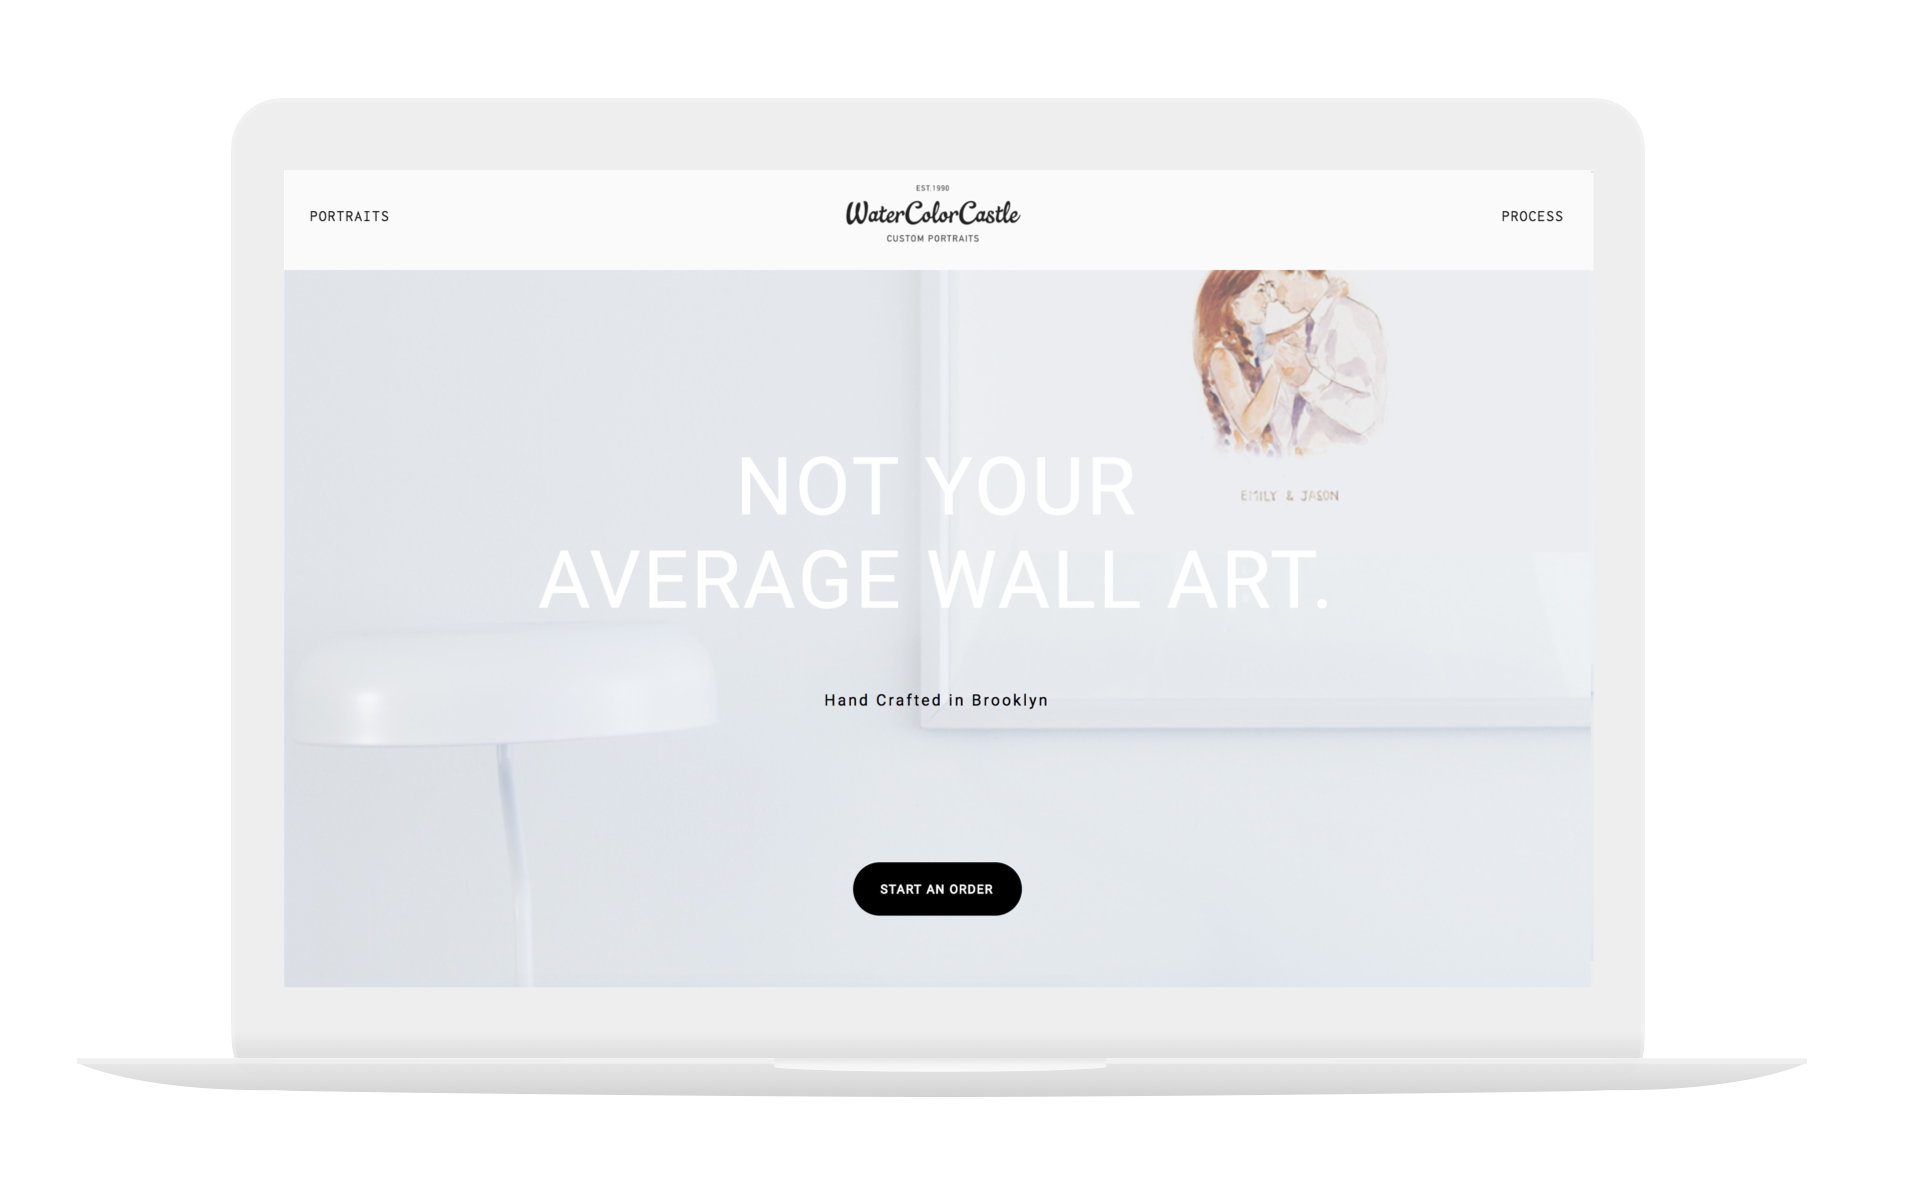 PORTRAITS
EST.1990
WaterColorCastle
CUSTOM PORTRAITS
PROCESS
EMILY & JASON
NOT YOUR
AVERAGE WALL ART.
Hand Crafted in Brooklyn
START AN ORDER